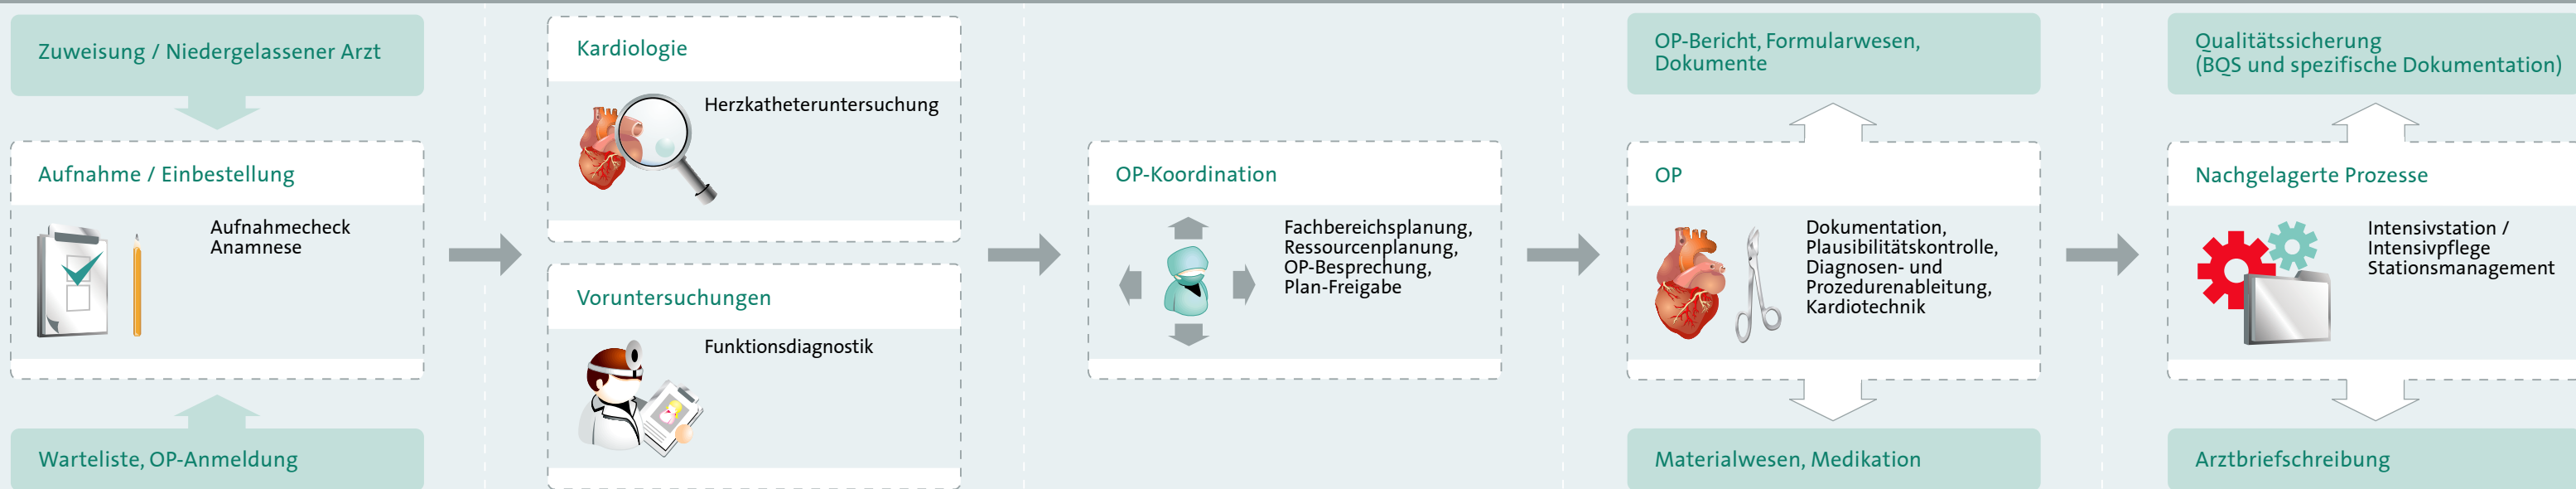 Zuweisung / Niedergelassener Arzt
Aufnahme / Einbestellung
Aufnahmecheck
Anamnese
Warteliste, OP-Anmeldung
Kardiologie
Herzkatheteruntersuchung
Voruntersuchungen
Funktionsdiagnostik
OP-Koordination
Fachbereichsplanung,
Ressourcenplanung,
OP-Besprechung,
Plan-Freigabe
OP-Bericht, Formularwesen,
Dokumente
OP
Dokumentation,
Plausibilitätskontrolle,
Diagnosen- und
Prozedurenableitung,
Kardiotechnik
Materialwesen, Medikation
Qualitätssicherung
(BQS und spezifische Dokumentation)
Nachgelagerte Prozesse
Intensivstation /
Intensivpflege
Stationsmanagement
Arztbriefschreibung